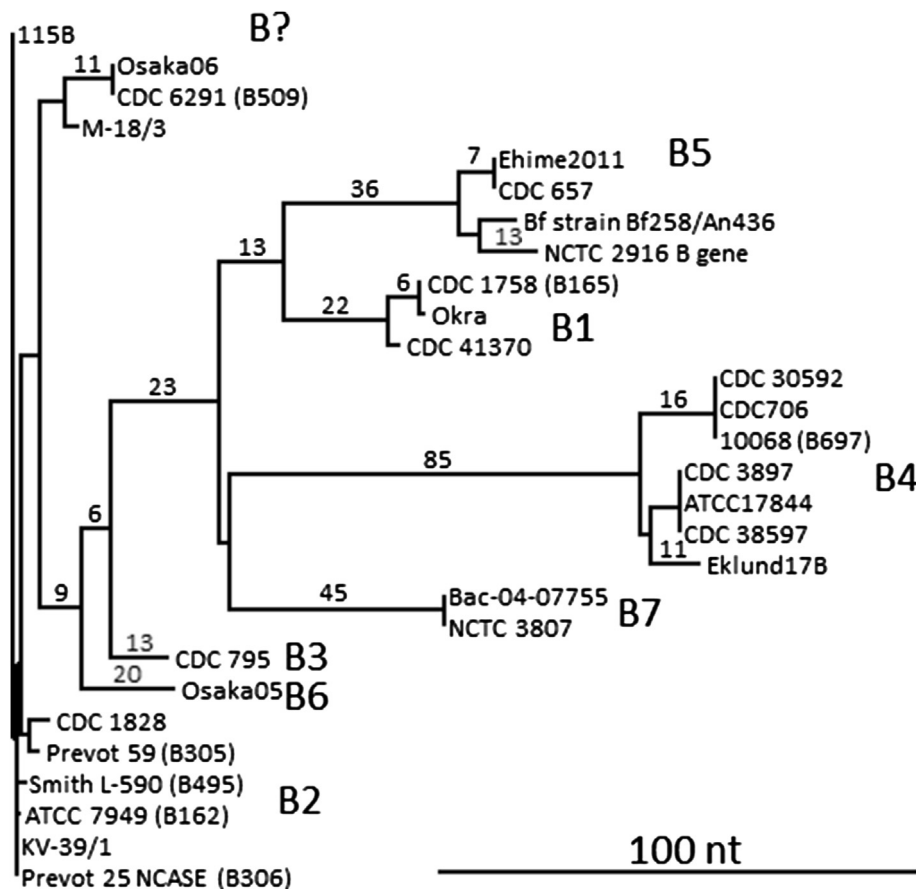 115B
B?
11
Osaka06
CDC 6291 (B509)
M-18/3
7
Ehime2011
B5
CDC 657
36
Bf strain Bf258/An436
13
NCTC 2916 B gene
13
6
CDC 1758 (B165)
22
Okra
B1
CDC 41370
23
16
CDC 30592
CDC706
10068 (B697)
85
CDC 3897
B4
ATCC17844
CDC 38597
11
Eklund17B
6
9
45
Bac-04-07755
B7
NCTC 3807
13
CDC 795
B3
20
Osaka05
B6
CDC 1828
Prevot 59 (B305)
Smith L-590 (B495)
B2
ATCC 7949 (B162)
KV-39/1
100 nt
Prevot 25 NCASE (B306)